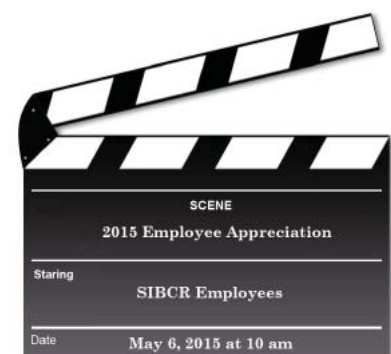 SCENE
2015 Employee Appreciation
Staring
SIBCR Employees
Date
May 6, 2015 at 10 am